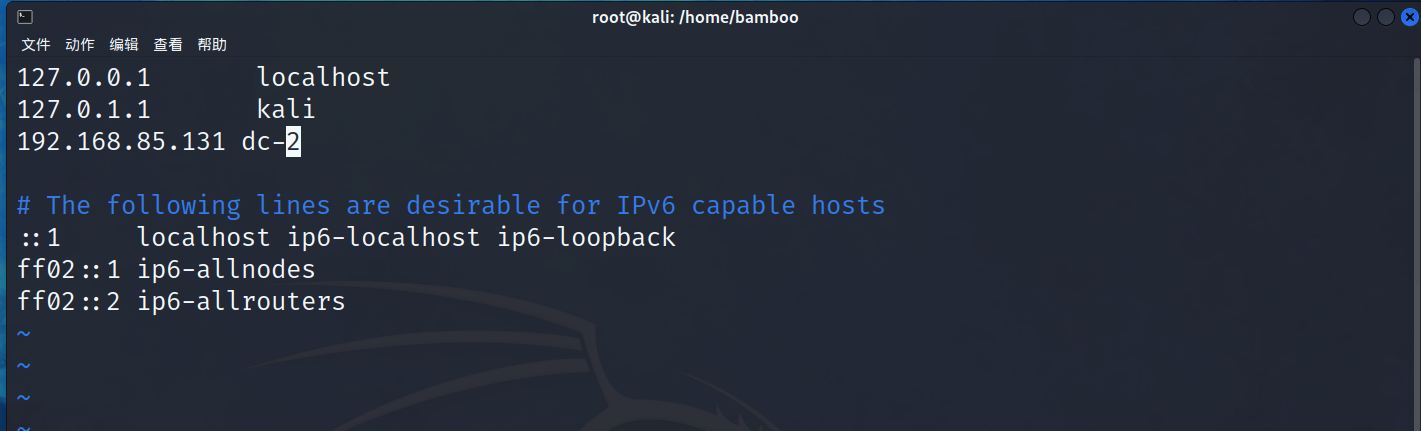 root@kali: /home/bamboo
文件 动作 编辑 查看 帮助
127.0.0.1       localhost
127.0.1.1       kali
192.168.85.131 dc-2

# The following lines are desirable for IPv6 capable hosts
::1     localhost ip6-localhost ip6-loopback
ff02::1 ip6-allnodes
ff02::2 ip6-allrouters
~
~
~
~